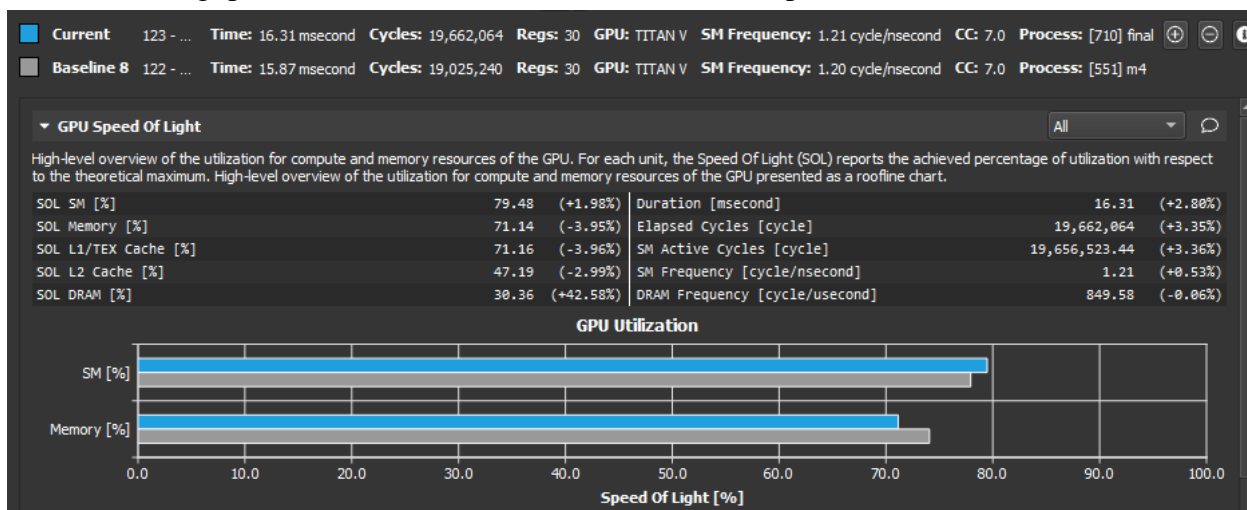 Current 123 - ... Time: 16.31 msecond Cycles: 19,662,064 Regs: 30 GPU: TITAN V SM Frequency: 1.21 cycle/nsecond CC: 7.0 Process: [710] final
Baseline 8 122 - ... Time: 15.87 msecond Cycles: 19,025,240 Regs: 30 GPU: TITAN V SM Frequency: 1.20 cycle/nsecond CC: 7.0 Process: [551] m4
GPU Speed Of Light All
High-level overview of the utilization for compute and memory resources of the GPU. For each unit, the Speed Of Light (SOL) reports the achieved percentage of utilization with respect
to the theoretical maximum. High-level overview of the utilization for compute and memory resources of the GPU presented as a roofline chart.
SOL SM [%] 79.48 (+1.98%) Duration [msecond] 16.31 (+2.80%)
SOL Memory [%] 71.14 (-3.95%) Elapsed Cycles [cycle] 19,662,064 (+3.35%)
SOL L1/TEX Cache [%] 71.16 (-3.96%) SM Active Cycles [cycle] 19,656,523.44 (+3.36%)
SOL L2 Cache [%] 47.19 (-2.99%) SM Frequency [cycle/nsecond] 1.21 (+0.53%)
SOL DRAM [%] 30.36 (+42.58%) DRAM Frequency [cycle/usecond] 849.58 (-0.06%)
GPU Utilization
SM [%]
Memory [%]
0.0 10.0 20.0 30.0 40.0 50.0 60.0 70.0 80.0 90.0 100.0
Speed Of Light [%]